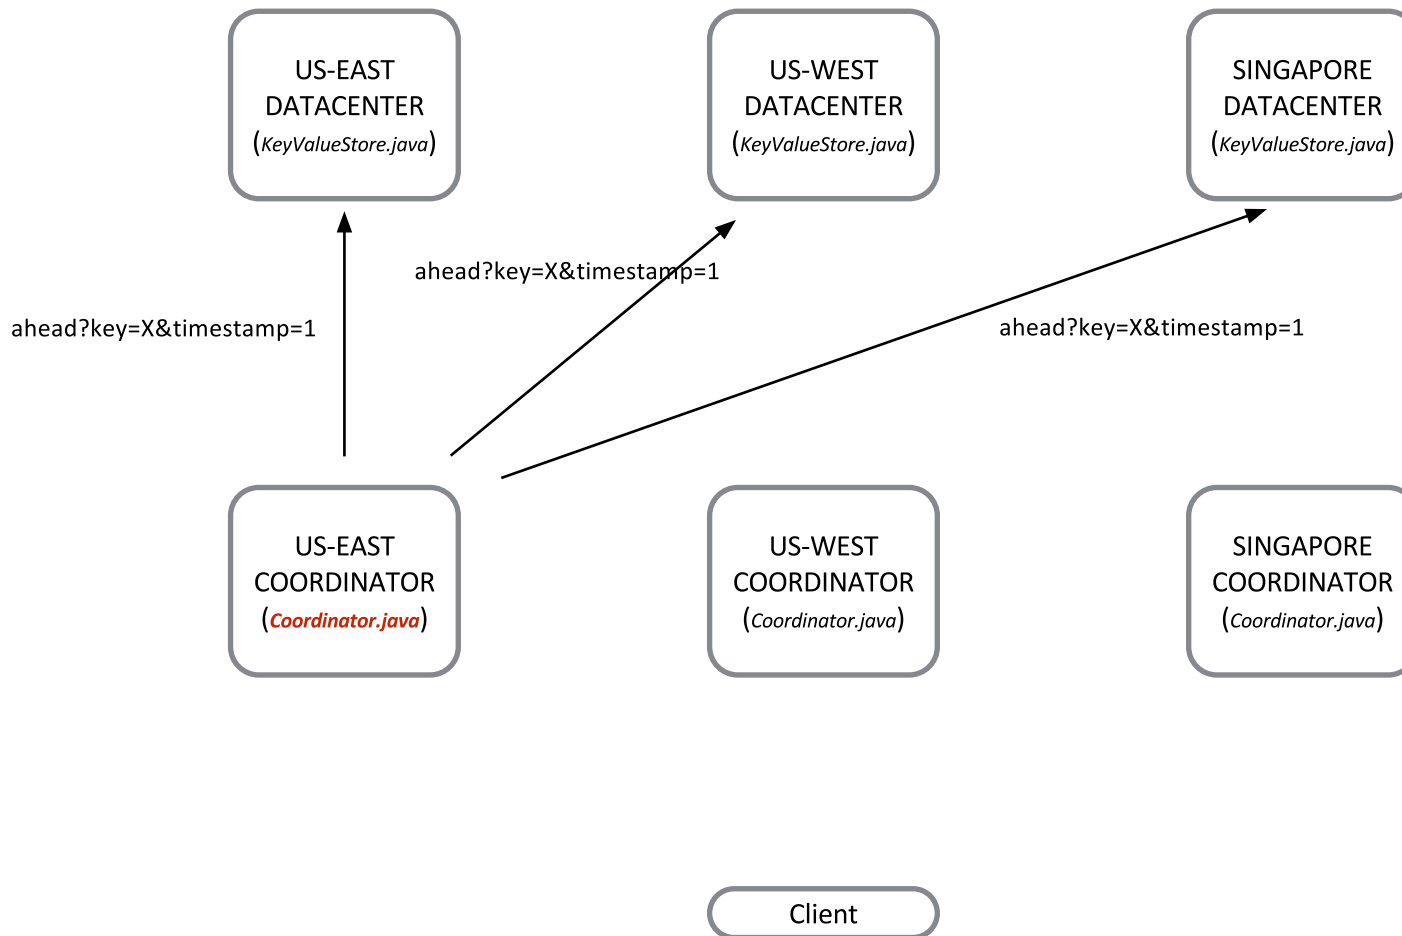 US-EAST
DATACENTER
(KeyValueStore.java)
US-WEST
DATACENTER
(KeyValueStore.java)
SINGAPORE
DATACENTER
(KeyValueStore.java)
ahead?key=X&timestamp=1
ahead?key=X&timestamp=1
ahead?key=X&timestamp=1
US-EAST
COORDINATOR
(Coordinator.java)
US-WEST
COORDINATOR
(Coordinator.java)
SINGAPORE
COORDINATOR
(Coordinator.java)
Client